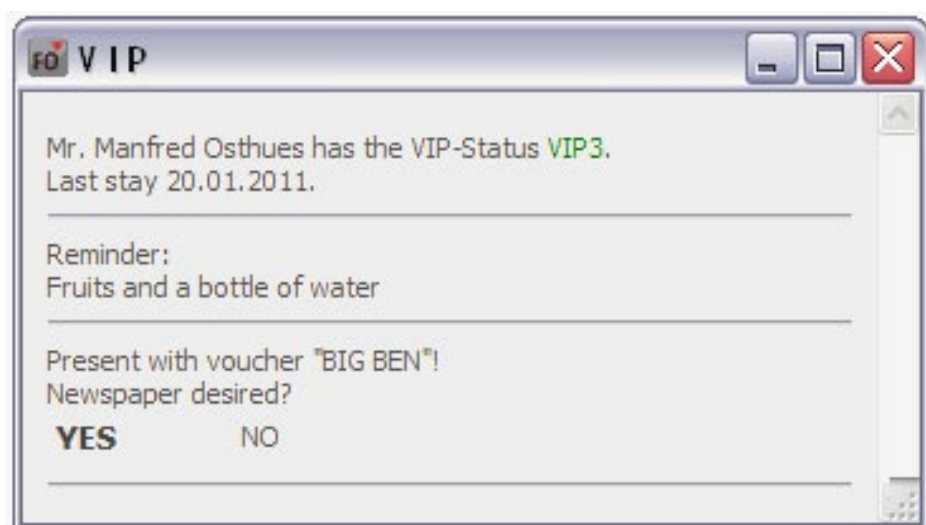 FO V I P
Mr. Manfred Osthues has the VIP-Status VIP3.
Last stay 20.01.2011.
Reminder:
Fruits and a bottle of water
Present with voucher "BIG BEN"!
Newspaper desired?
YES NO